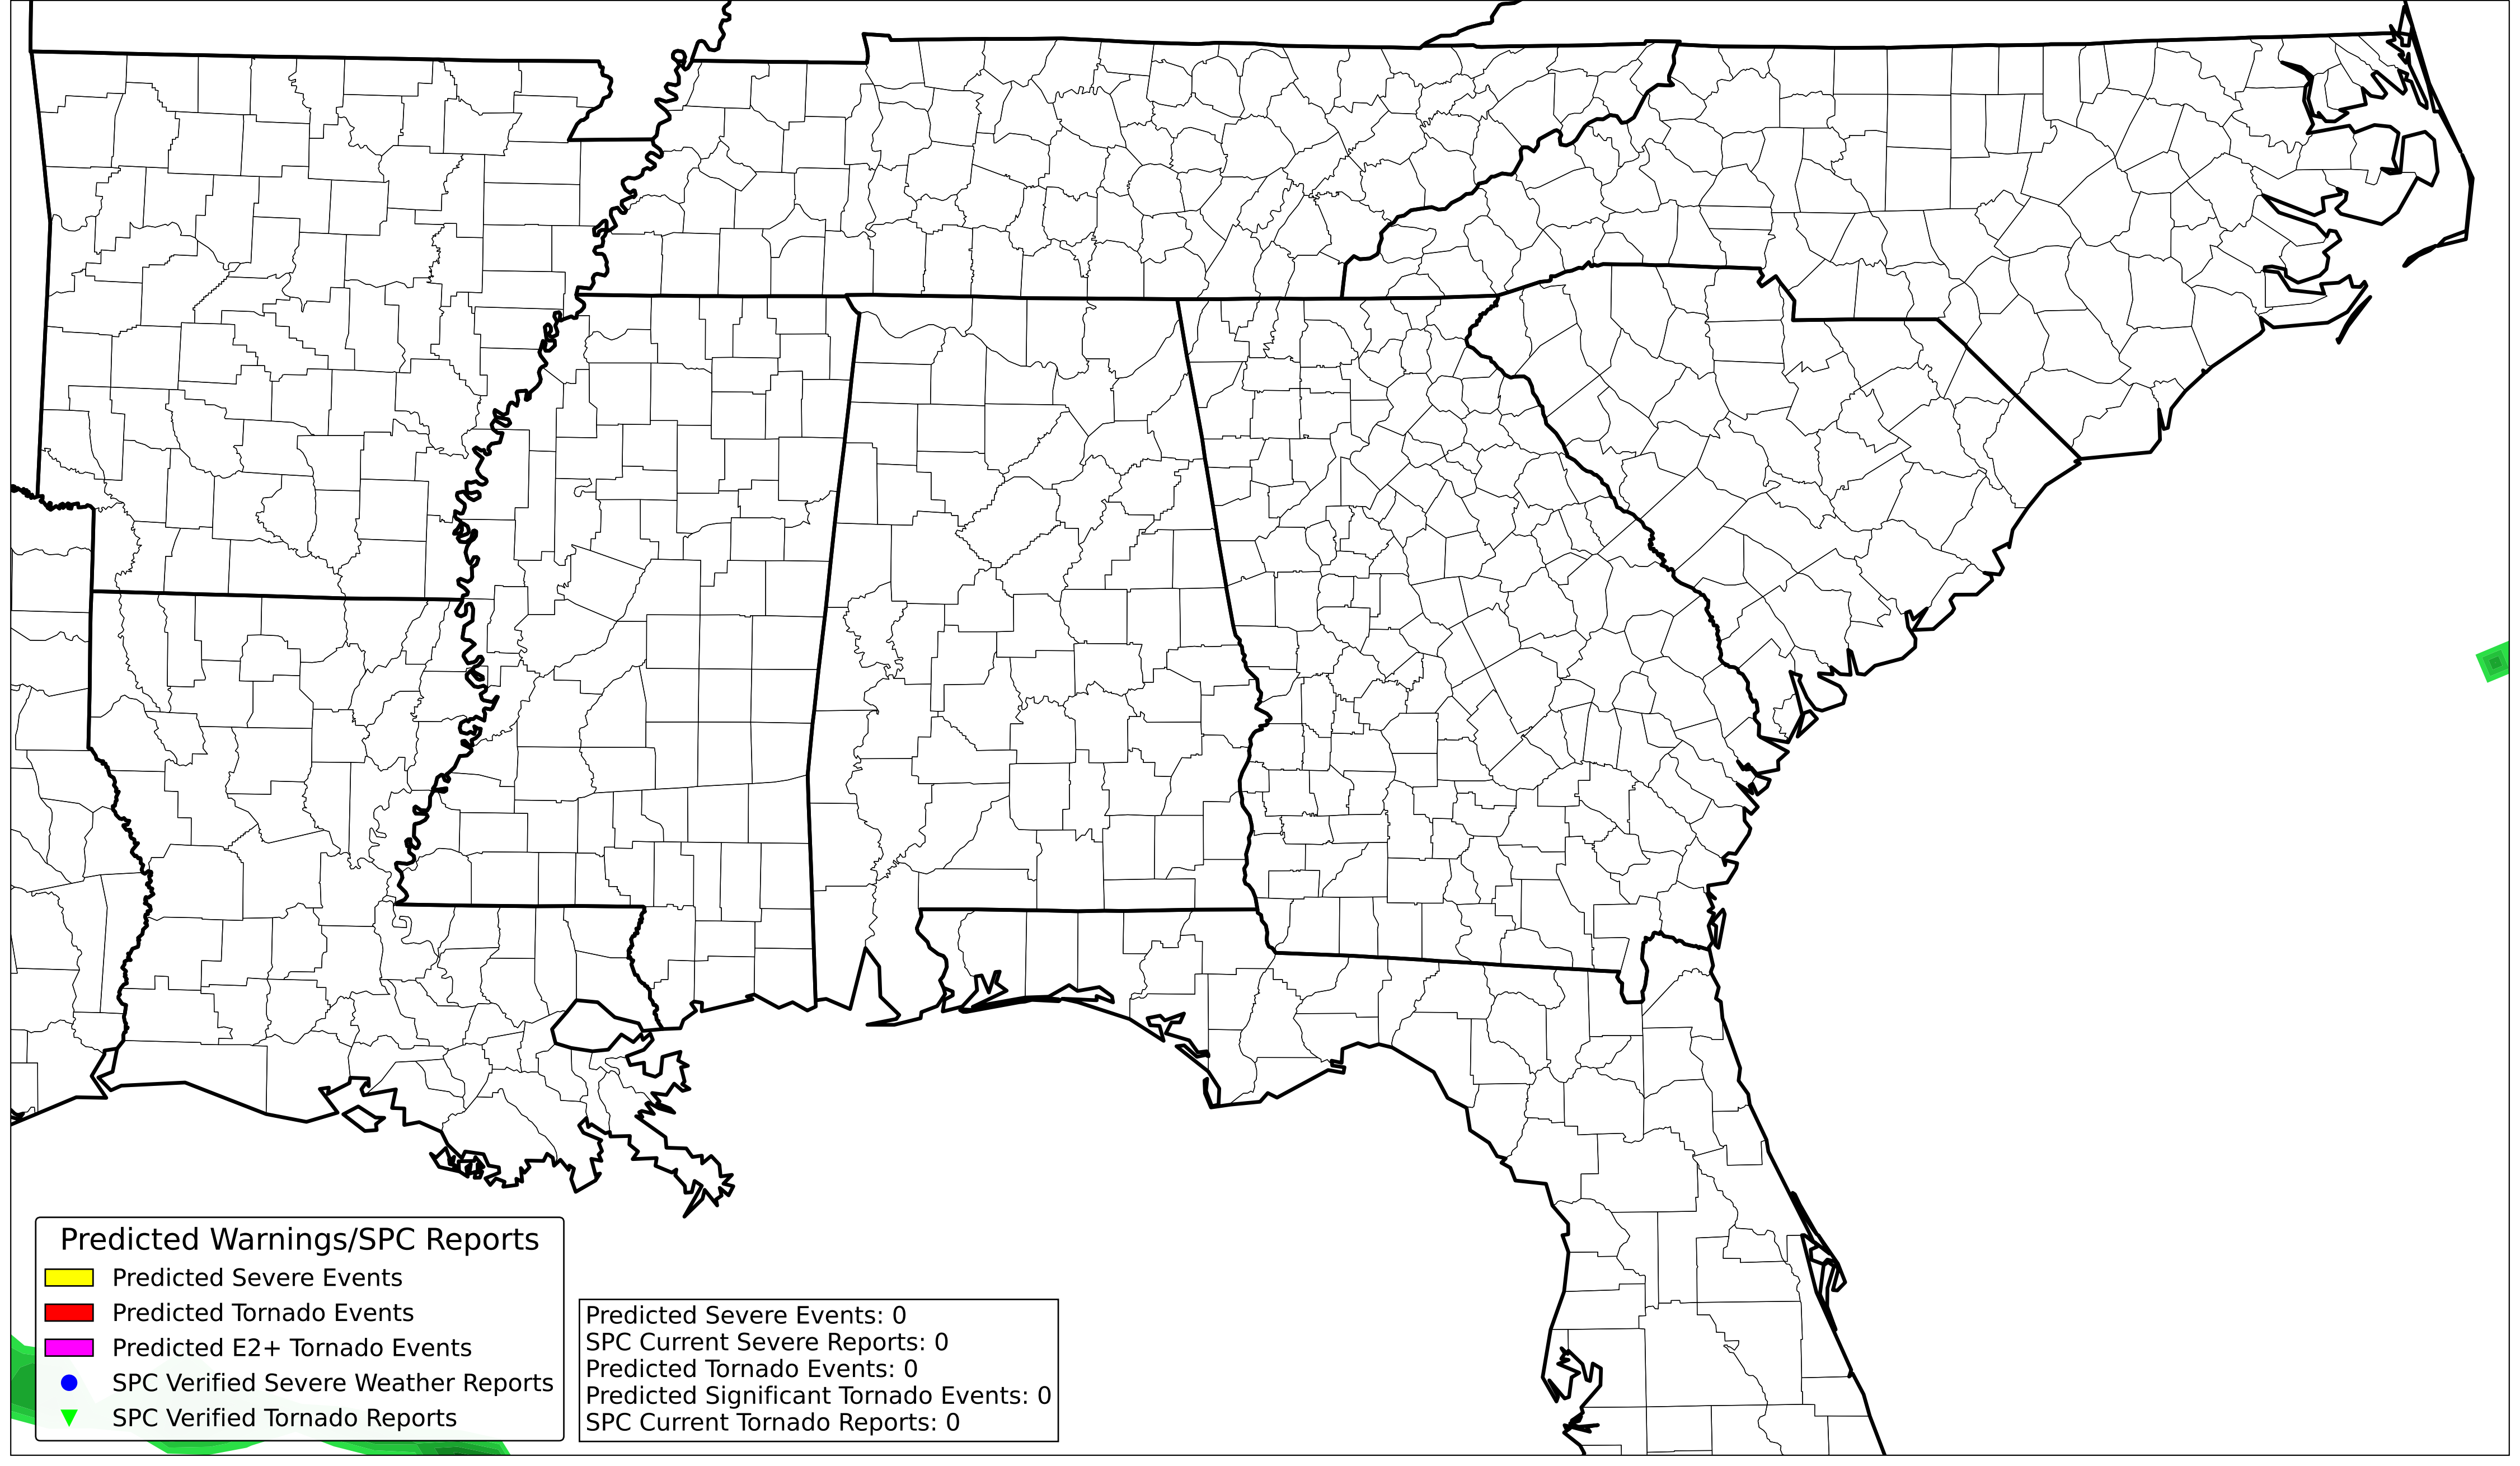 Predicted Warnings/SPC Reports
Predicted Severe Events
Predicted Tornado Events
Predicted E2+ Tornado Events
SPC Verified Severe Weather Reports
SPC Verified Tornado Reports
Predicted Severe Events: 0
SPC Current Severe Reports: 0
Predicted Tornado Events: 0
Predicted Significant Tornado Events: 0
SPC Current Tornado Reports: 0